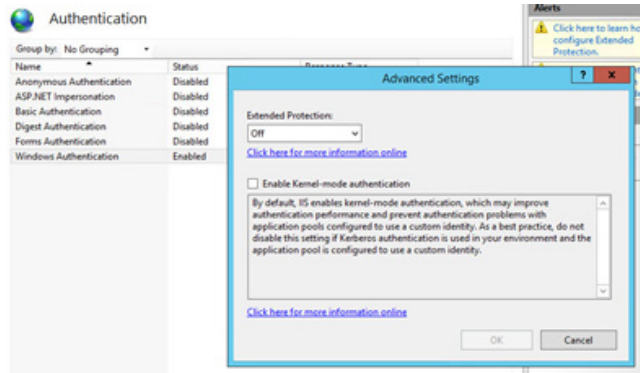 Authentication
Alerts
Click here to learn ho
configure Extended
Protection.
Group by: No Grouping
Name
Status
Anonymous Authentication Disabled
ASP.NET Impersonation Disabled
Basic Authentication Disabled
Digest Authentication Disabled
Forms Authentication Disabled
Windows Authentication Enabled
Advanced Settings
?
x
Extended Protection:
Off
Click here for more information online
Enable Kernel-mode authentication
By default, IIS enables kernel-mode authentication, which may improve
authentication performance and prevent authentication problems with
application pools configured to use a custom identity. As a best practice, do not
disable this setting if Kerberos authentication is used in your environment and the
application pool is configured to use a custom identity.
Click here for more information online
OK
Cancel